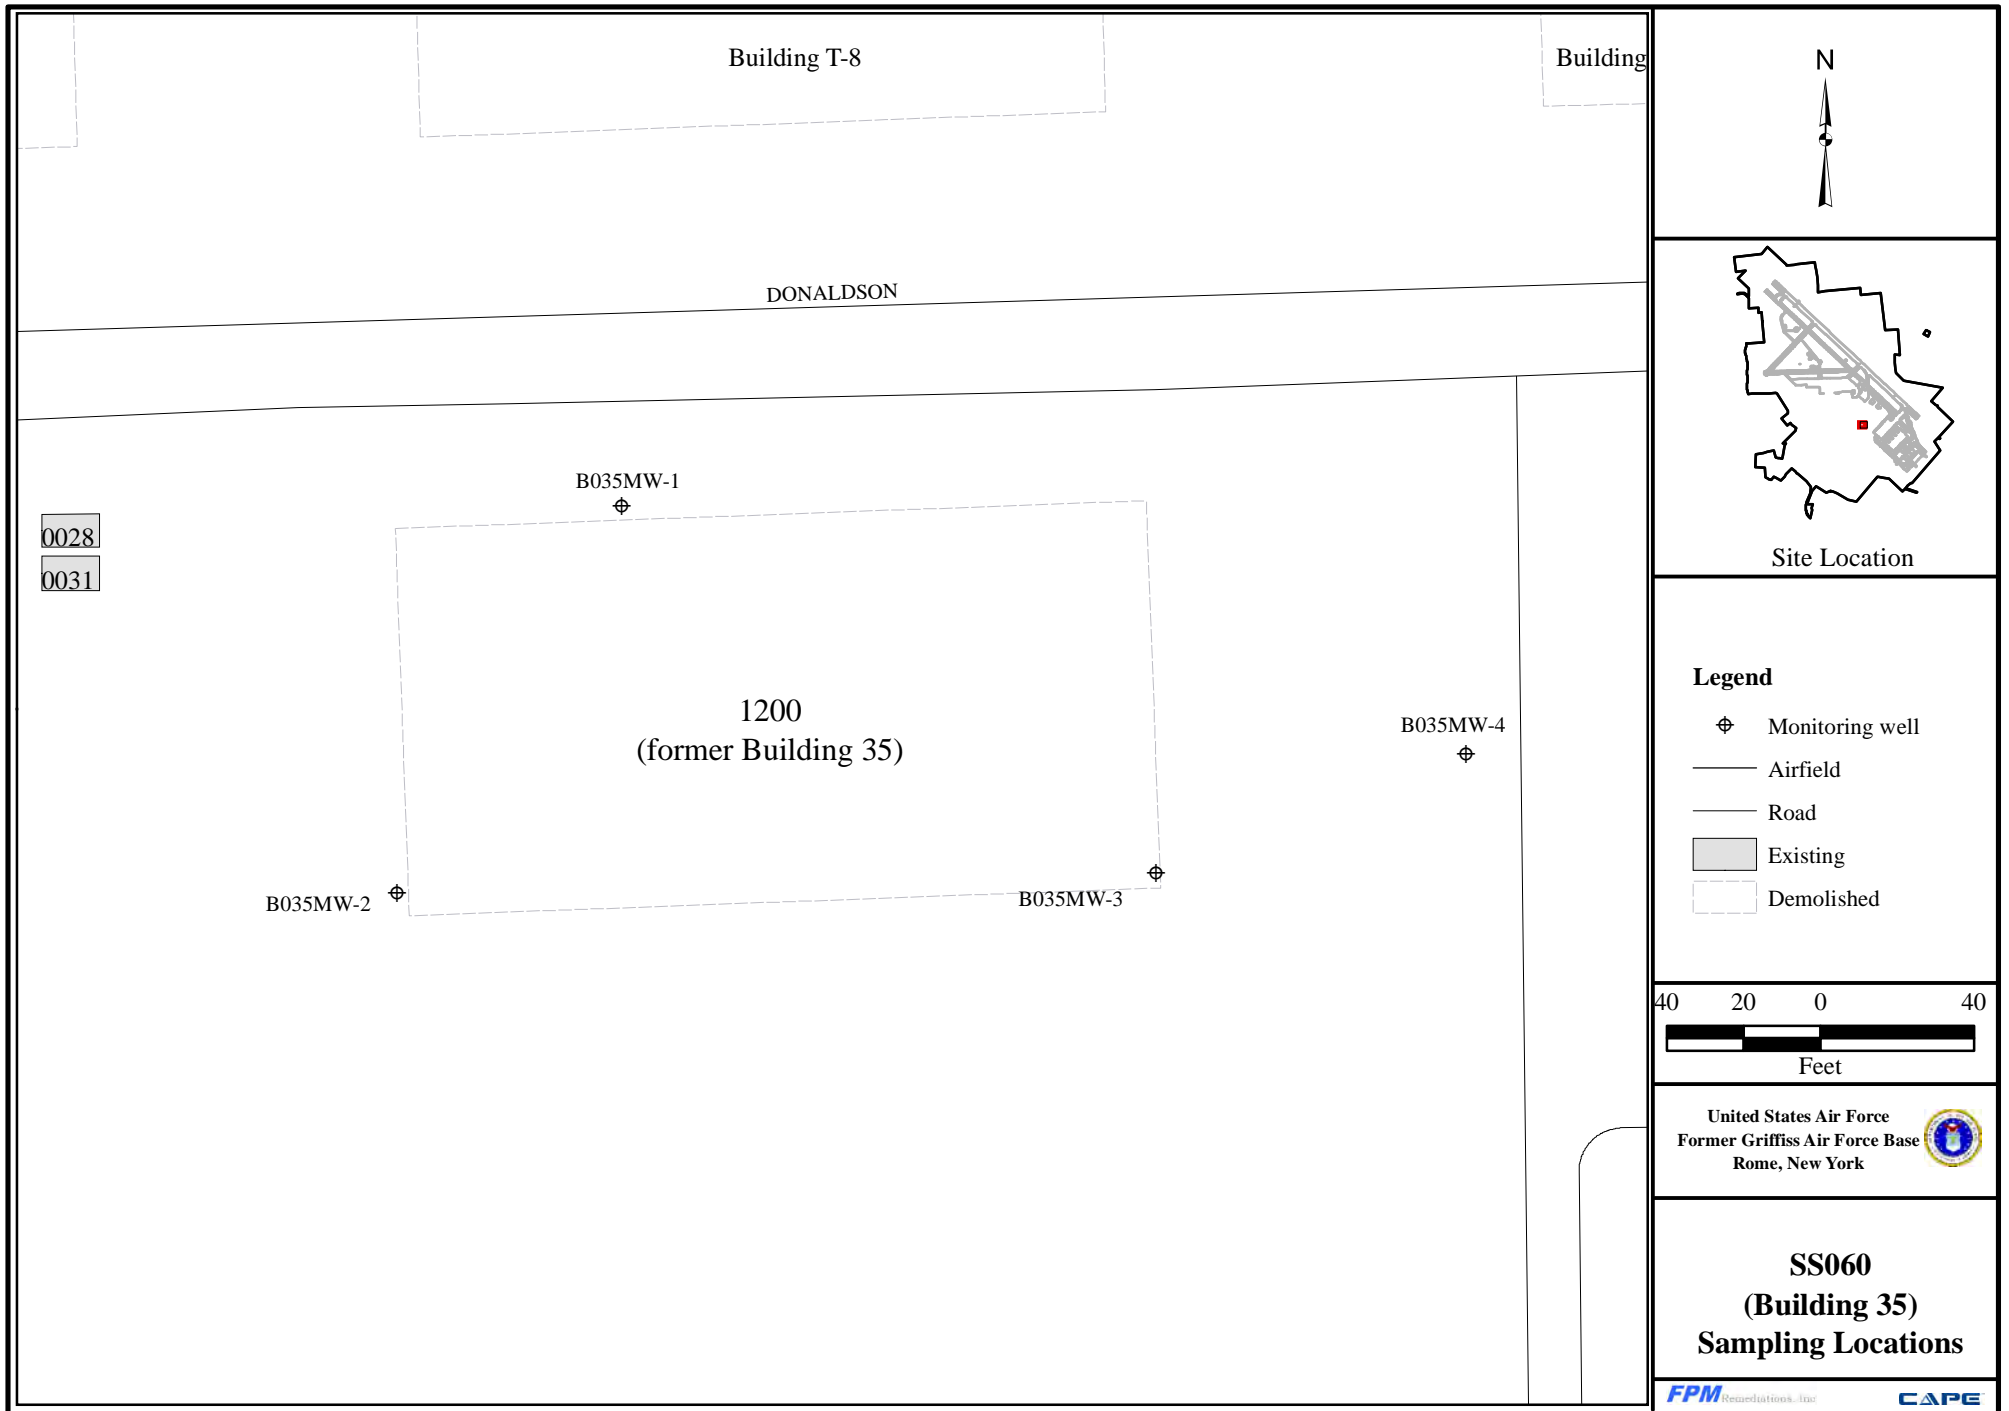 Building T-8
Building
DONALDSON
B035MW-1
0028
0031
1200
(former Building 35)
B035MW-4
B035MW-2
B035MW-3
N
Site Location
Legend
Monitoring well
Airfield
Road
Existing
Demolished
40 20 0 40
Feet
United States Air Force
Former Griffiss Air Force Base
Rome, New York
SS060
(Building 35)
Sampling Locations
FPM Remediations, Inc
CAPE